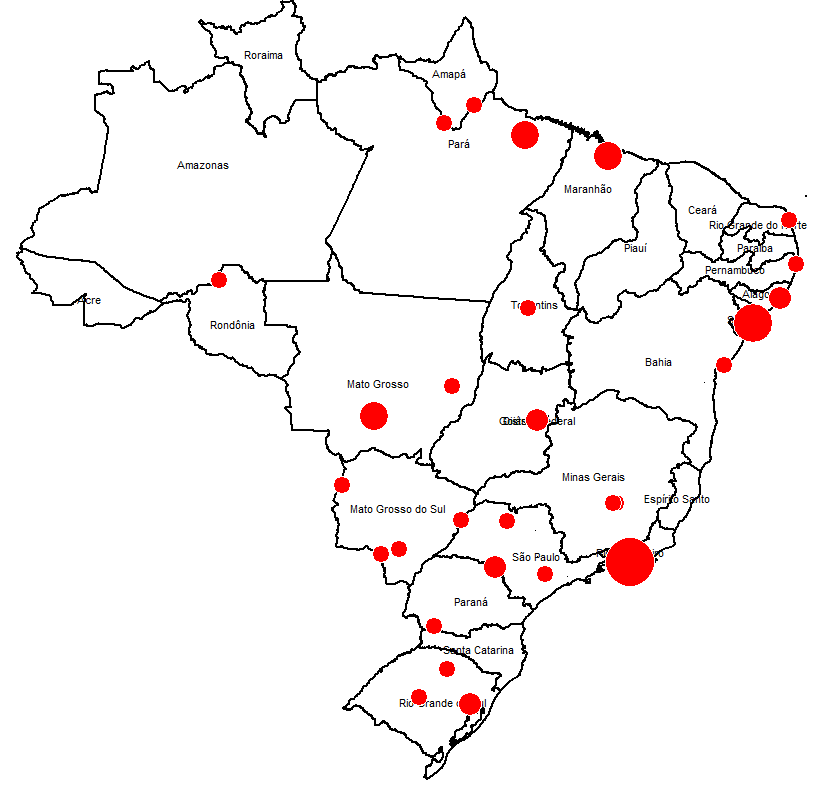 Roraima
Amapá
Pará
Amazonas
Maranhão
Ceará
Rio Grande do Norte
Piauí
Paraíba
Pernambuco
Acre
Rondônia
Bahia
Mato Grosso
Minas Gerais
Espírito Santo
Mato Grosso do Sul
São Paulo
Paraná
Santa Catarina